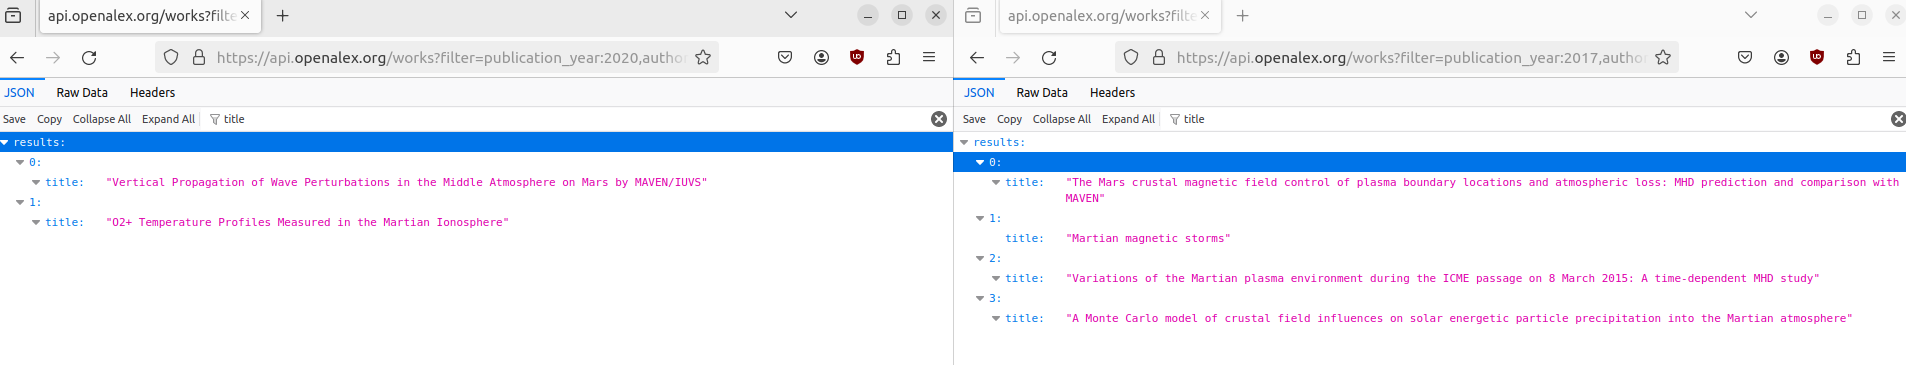 api.openalex.org/works?filte
https://api.openalex.org/works?filter=publication_year:2020,autho
JSON Raw Data Headers
Save Copy Collapse All Expand All title
results:
0:
title: "Vertical Propagation of Wave Perturbations in the Middle Atmosphere on Mars by MAVEN/IUVS"
1:
title: "O2+ Temperature Profiles Measured in the Martian Ionosphere"
api.openalex.org/works?filte
https://api.openalex.org/works?filter=publication_year:2017,author
JSON Raw Data Headers
Save Copy Collapse All Expand All title
results:
0:
title: "The Mars crustal magnetic field control of plasma boundary locations and atmospheric loss: MHD prediction and comparison with
MAVEN"
1:
title: "Martian magnetic storms"
2:
title: "Variations of the Martian plasma environment during the ICME passage on 8 March 2015: A time-dependent MHD study"
3:
title: "A Monte Carlo model of crustal field influences on solar energetic particle precipitation into the Martian atmosphere"